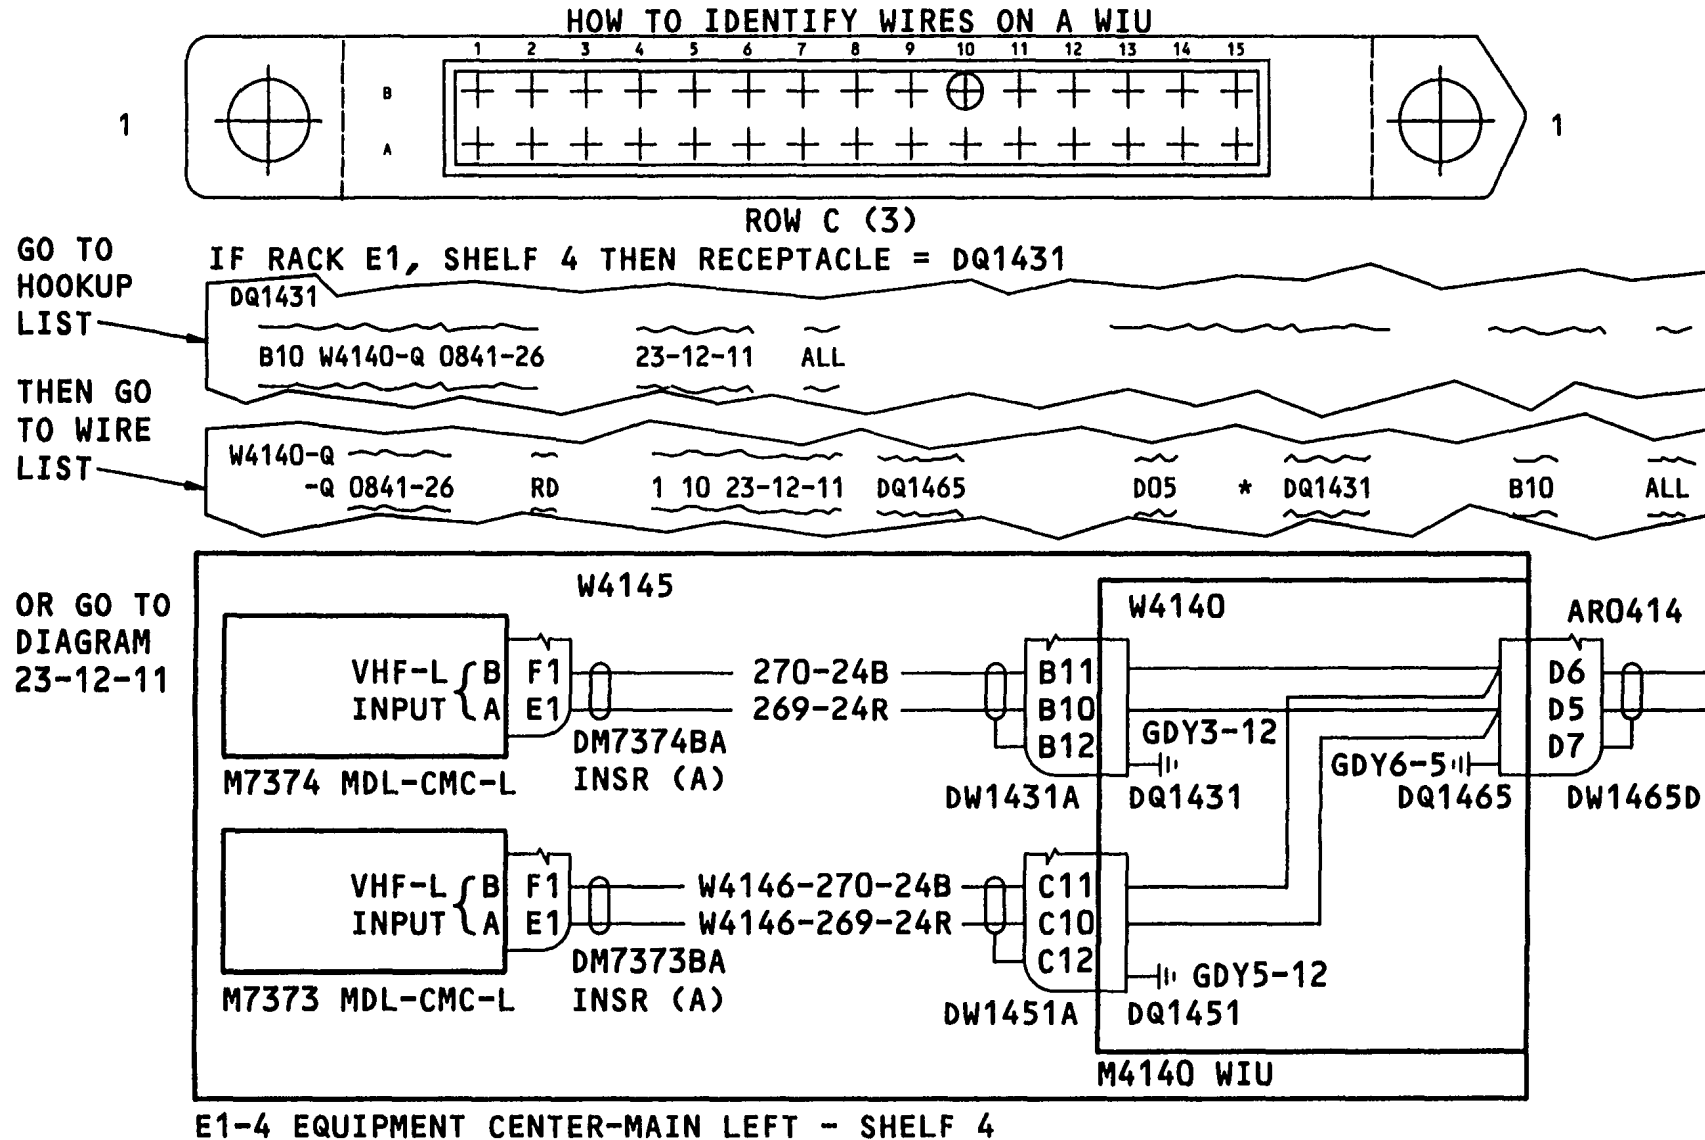 HOW TO IDENTIFY WIRES ON A WIU
1 2 3 4 5 6 7 8 9 10 11 12 13 14 15
B
1 1
A
ROW C (3)
GO TO
HOOKUP
LIST
IF RACK E1, SHELF 4 THEN RECEPTACLE = DQ1431
DQ1431
B10 W4140-Q 0841-26 23-12-11 ALL
THEN GO
TO WIRE
LIST
W4140-Q
-Q 0841-26 RD 1 10 23-12-11 DQ1465 D05 * DQ1431 B10 ALL
OR GO TO
DIAGRAM
23-12-11
W4145
W4140
AR0414
VHF-L { B F1 270-24B B11 D6
INPUT A E1 269-24R B10 D5
B12 GDY3-12 D7
GDY6-5
DM7374BA
INSR (A)
M7374 MDL-CMC-L
DW1431A DQ1431 DQ1465 DW1465D
VHF-L { B F1 W4146-270-24B C11
INPUT A E1 W4146-269-24R C10
C12
GDY5-12
DM7373BA
INSR (A)
M7373 MDL-CMC-L
DW1451A DQ1451
M4140 WIU
E1-4 EQUIPMENT CENTER-MAIN LEFT - SHELF 4